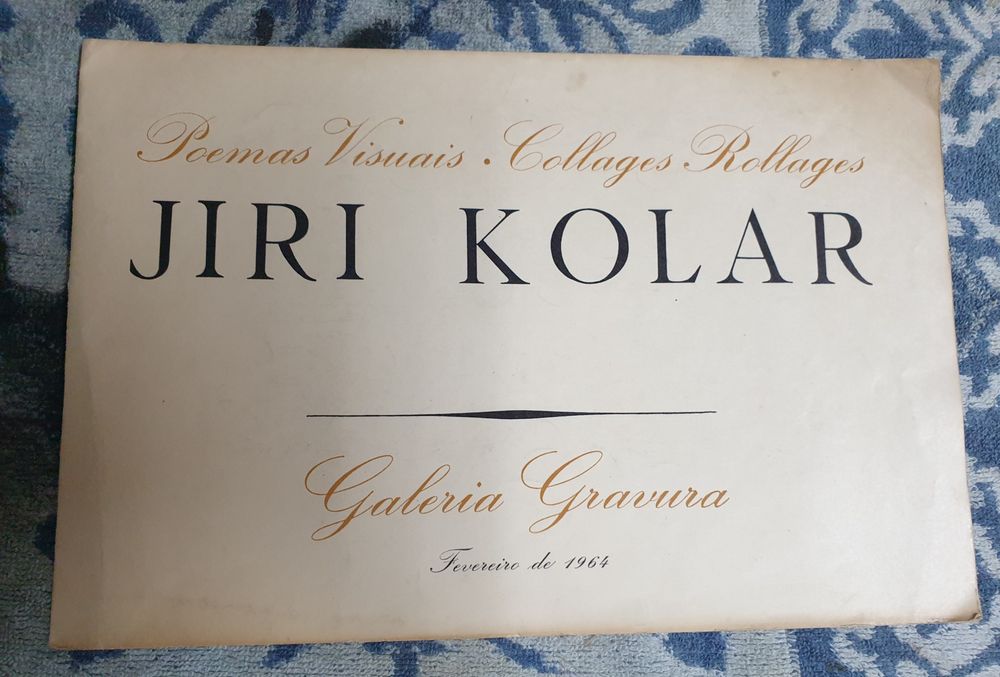 Poemas Visuais . Collages Rollages
JIRI KOLAR
Galeria Gravura
Fevereiro de 1964